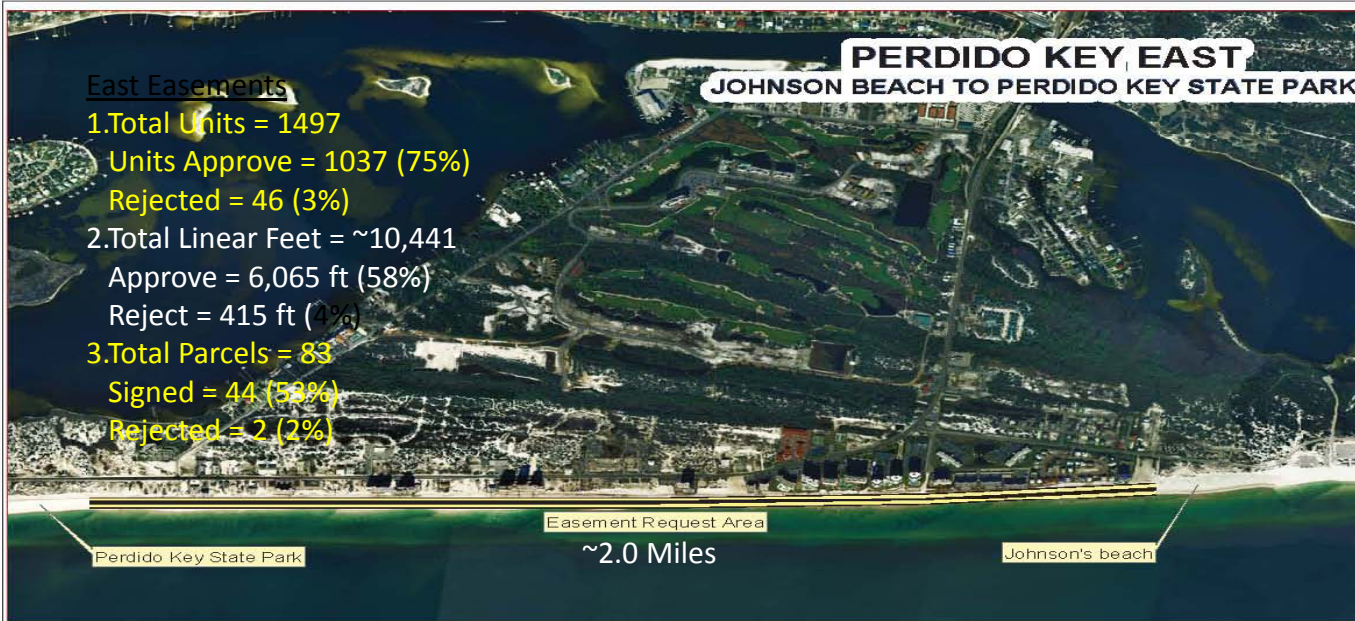 PERDIDO KEY EAST
JOHNSON BEACH TO PERDIDO KEY STATE PARK
East Easements
1.Total Units = 1497
Units Approve = 1037 (75%)
Rejected = 46 (3%)
2.Total Linear Feet = ~10,441
Approve = 6,065 ft (58%)
Reject = 415 ft (4%)
3.Total Parcels = 83
Signed = 44 (53%)
Rejected = 2 (2%)
Easement Request Area
~2.0 Miles
Perdido Key State Park
Johnson's beach